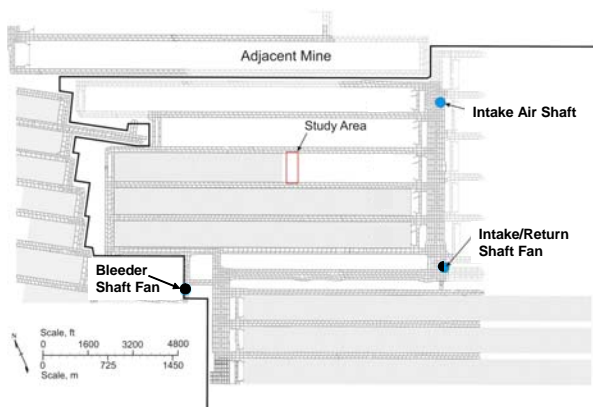 Adjacent Mine
Intake Air Shaft
Study Area
Intake/Return
Shaft Fan
Bleeder
Shaft Fan
N
Scale, ft
0 1600 3200 4800
0 725 1450
Scale, m